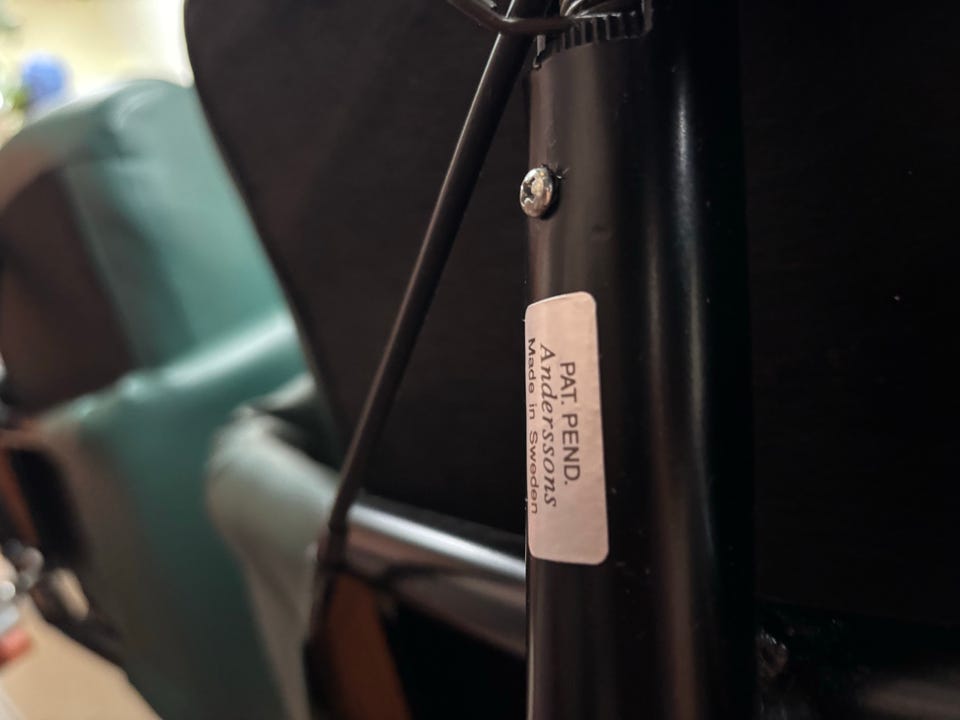 PAT. PEND.
Anderssons
Made in Sweden